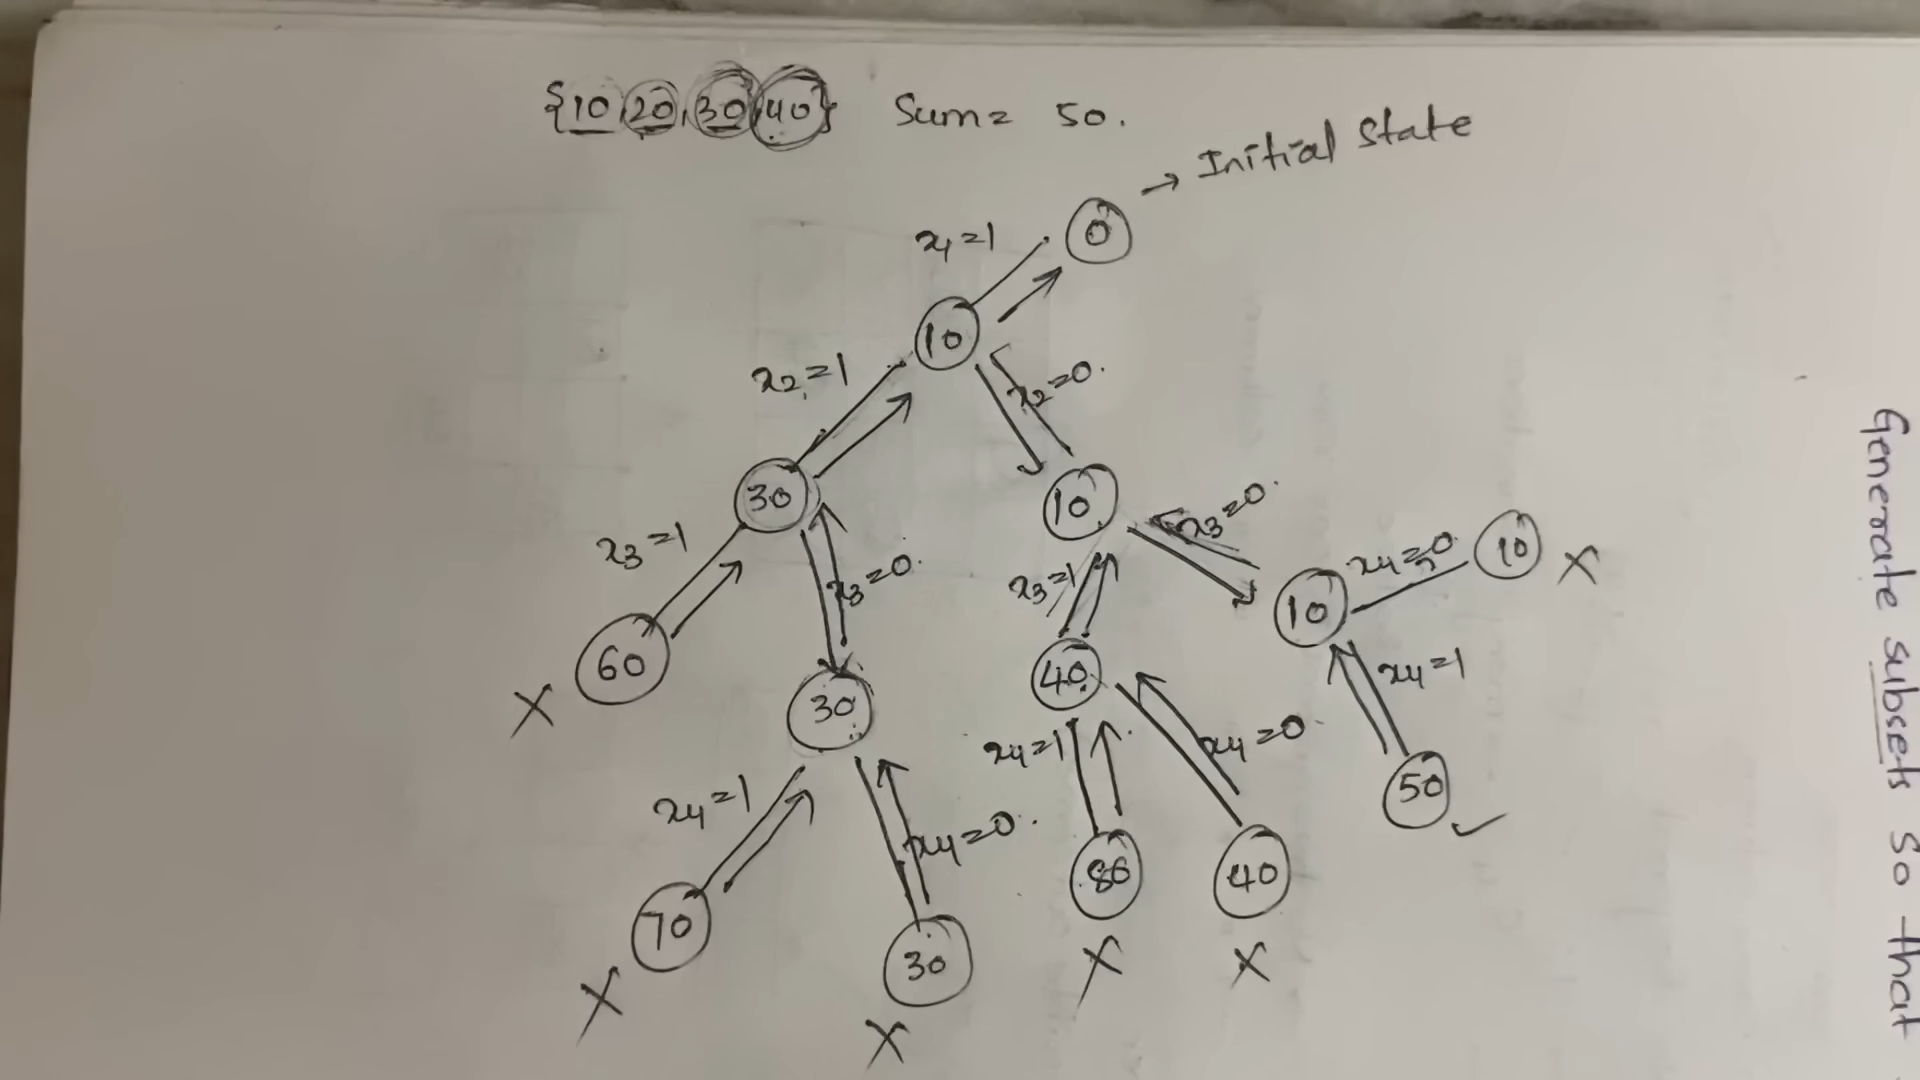 {10, 20, 30, 40} Sum = 50.
→ Initial State
0
x1=1
10
x2=1
x2=0.
30
10
x3=1
x3=0.
x3=1
x3=0.
x4=0
10 X
10
60
X
30
40
x4=1
x4=1
x4=0.
x4=1
x4=0.
50 ✓
70
X
30
X
80
X
40
X
Generate subsets so that